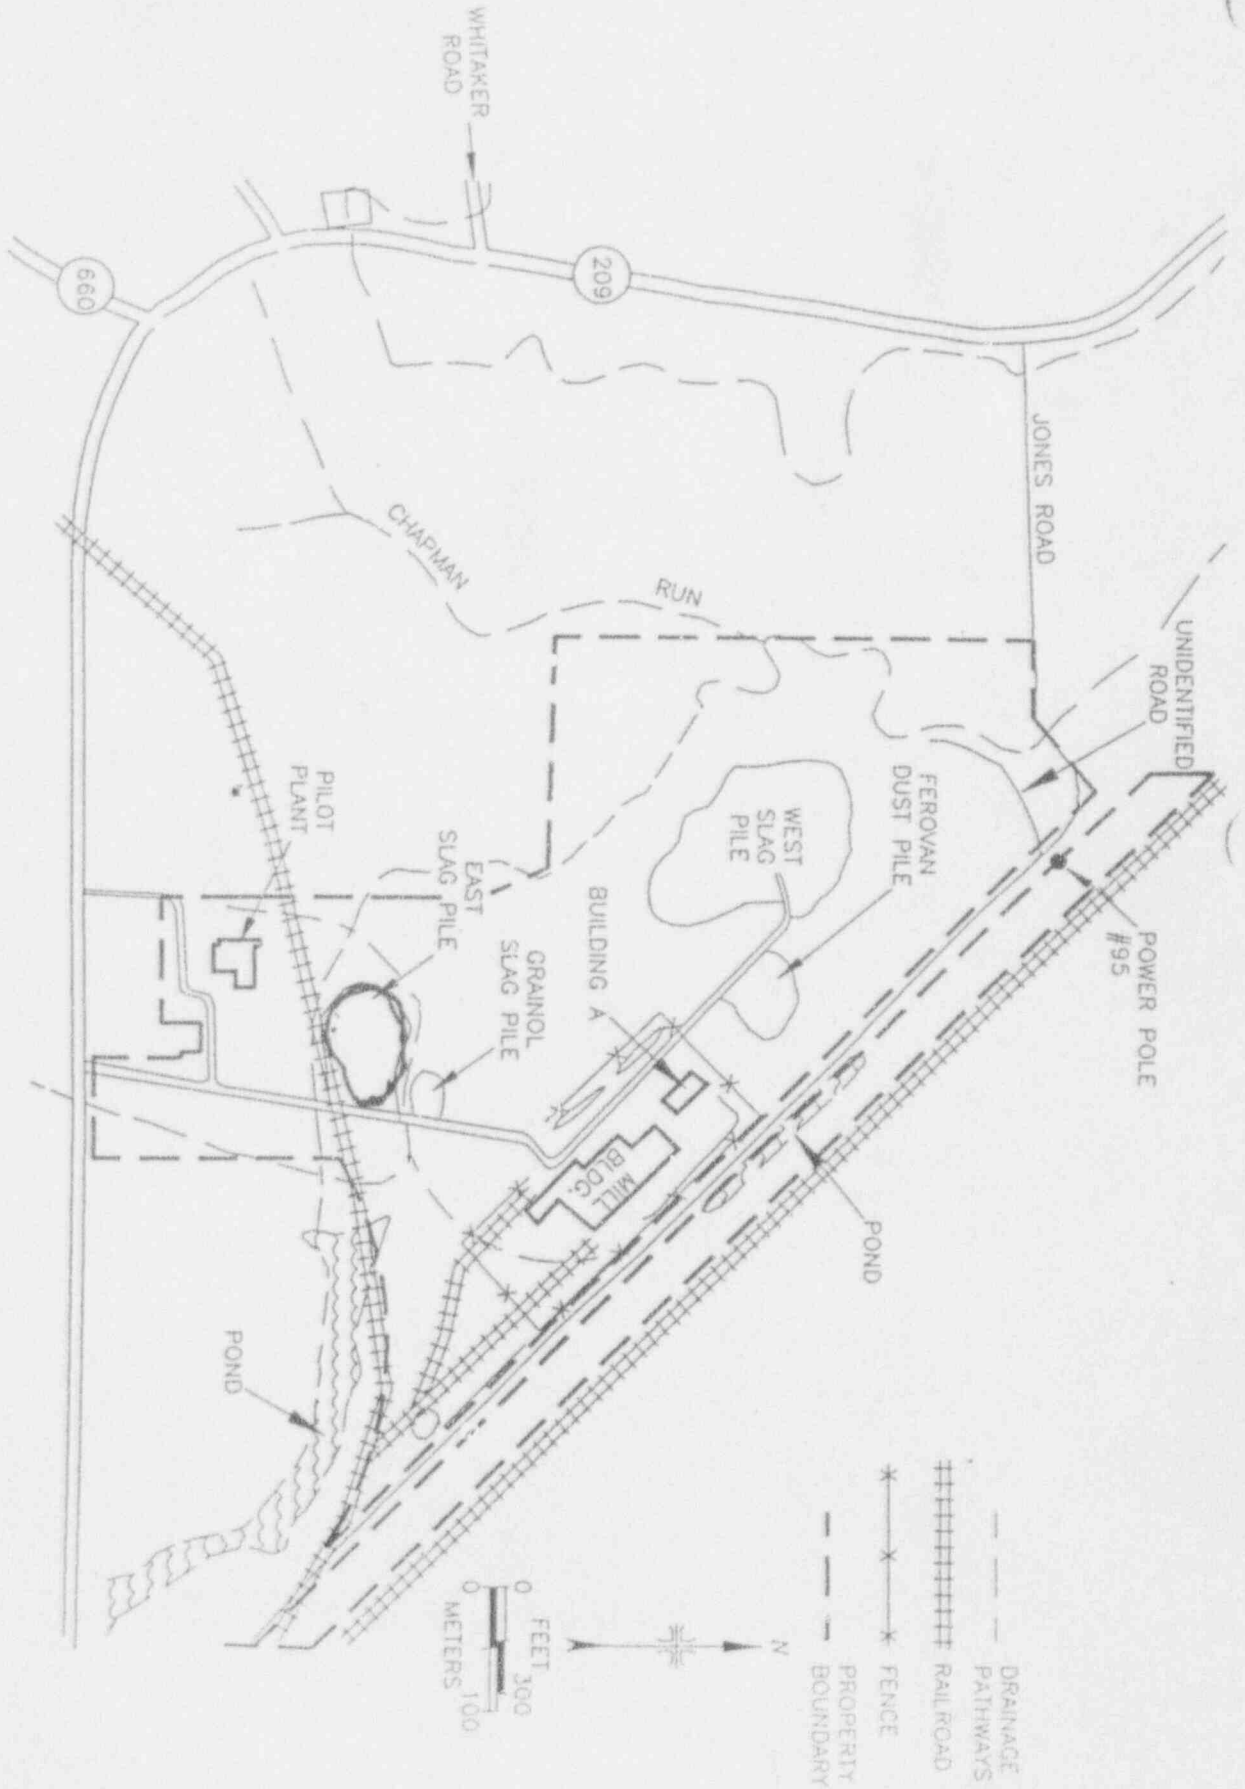 WHITAKER
ROAD
209
660
JONES ROAD
CHAPMAN
RUN
UNIDENTIFIED
ROAD
FEROVAN
DUST PILE
WEST
SLAG
PILE
PILOT
PLANT
EAST
SLAG PILE
GRAINOL
SLAG PILE
BUILDING A
POWER POLE
#95
MILL
BLDG.
POND
POND
DRAINAGE
PATHWAYS
RAILROAD
FENCE
PROPERTY
BOUNDARY
N
FEET
0 300
0 100
METERS